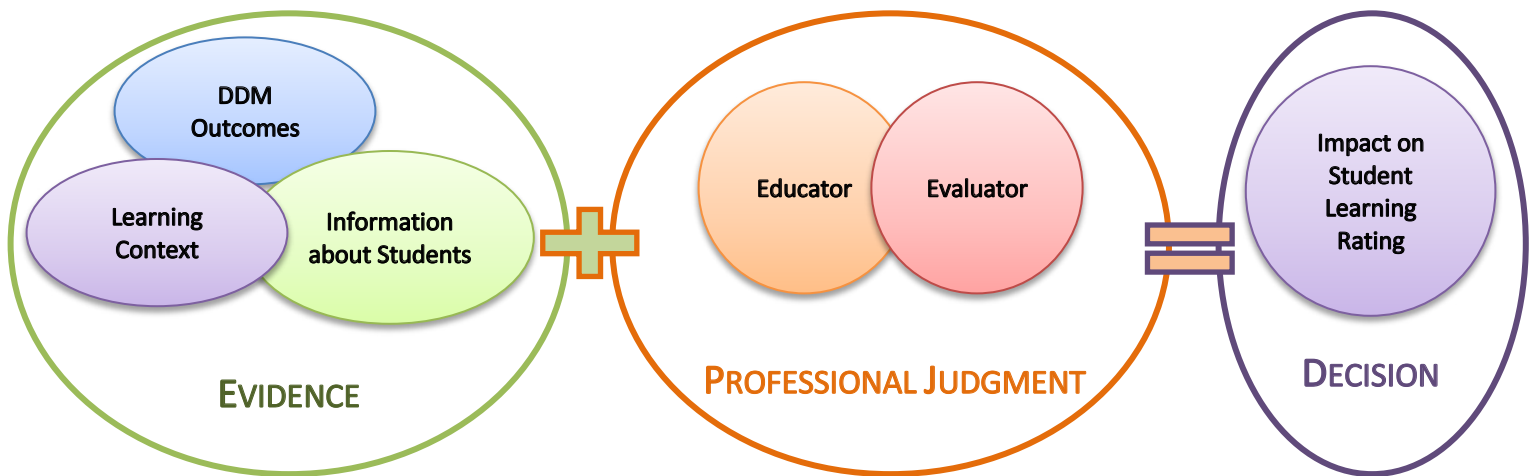 DDM
Outcomes
Learning
Context
Information
about Students
EVIDENCE
Educator
Evaluator
PROFESSIONAL JUDGMENT
Impact on
Student
Learning
Rating
DECISION